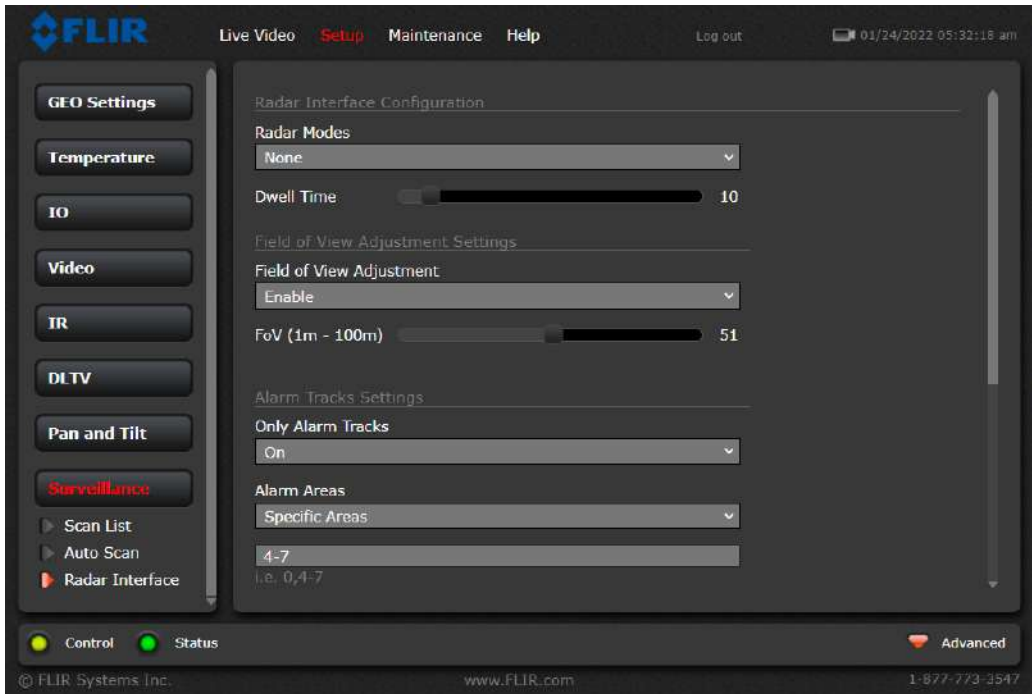 FLIR
Live Video Setup Maintenance Help Log out 01/24/2022 05:32:18 am
GEO Settings
Temperature
IO
Video
IR
DLTV
Pan and Tilt
Surveillance
Scan List
Auto Scan
Radar Interface
Radar Interface Configuration
Radar Modes
None
Dwell Time 10
Field of View Adjustment Settings
Field of View Adjustment
Enable
FoV (1m - 100m) 51
Alarm Tracks Settings
Only Alarm Tracks
On
Alarm Areas
Specific Areas
4-7
i.e. 0,4-7
Control Status Advanced
© FLIR Systems Inc. www.FLIR.com 1-877-773-3547